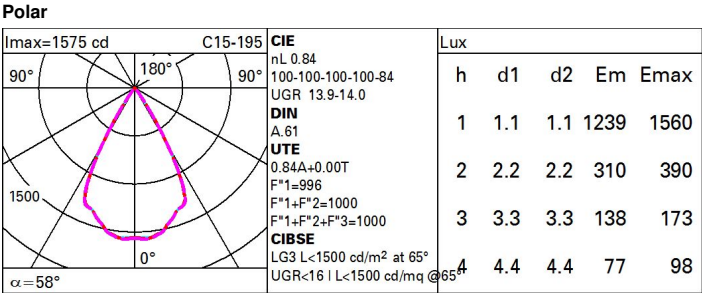 Polar
Imax=1575 cd C15-195
90° 180° 90°
1500
0°
α=58°
CIE
nL 0.84
100-100-100-100-84
UGR 13.9-14.0
DIN
A.61
UTE
0.84A+0.00T
F"1=996
F"1+F"2=1000
F"1+F"2+F"3=1000
CIBSE
LG3 L<1500 cd/m² at 65°
UGR<16 | L<1500 cd/mq @65°
Lux
h d1 d2 Em Emax
1 1.1 1.1 1239 1560
2 2.2 2.2 310 390
3 3.3 3.3 138 173
4 4.4 4.4 77 98